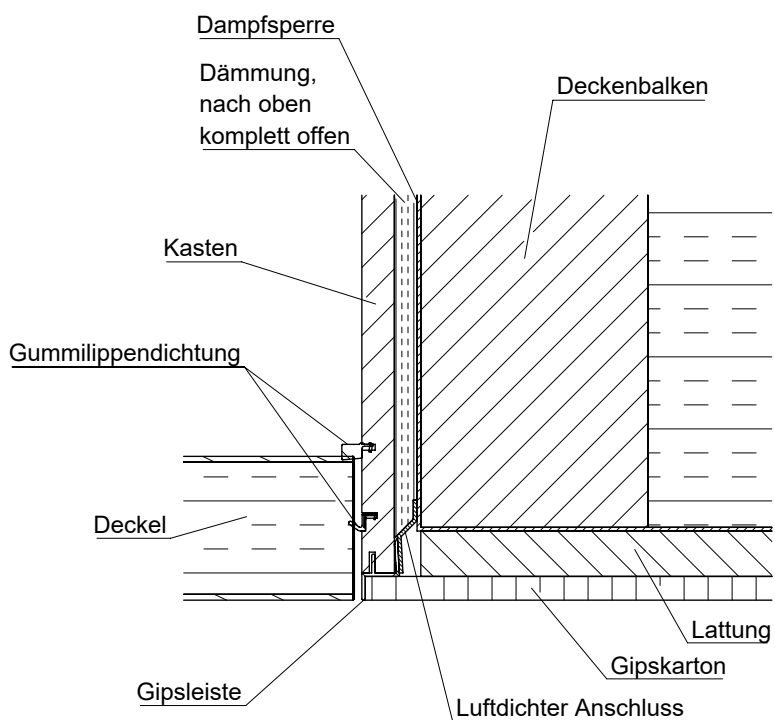 Dampfsperre
Dämmung,
nach oben
komplett offen
Deckenbalken
Kasten
Gummilippendichtung
Deckel
Lattung
Gipskarton
Gipsleiste
Luftdichter Anschluss